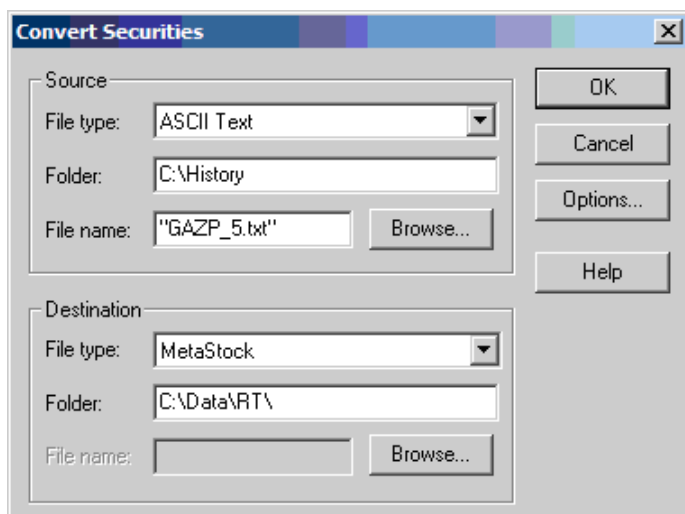 Convert Securities
Source
File type: ASCII Text
Folder: C:\History
File name: "GAZP_5.txt" Browse...
OK
Cancel
Options...
Help
Destination
File type: MetaStock
Folder: C:\Data\RT\
File name: Browse...